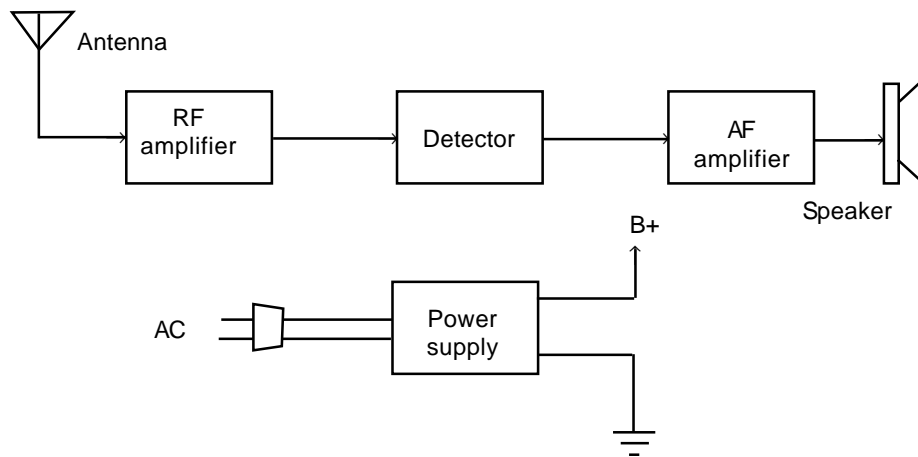 Antenna
RF
amplifier
Detector
AF
amplifier
Speaker
B+
AC
Power
supply